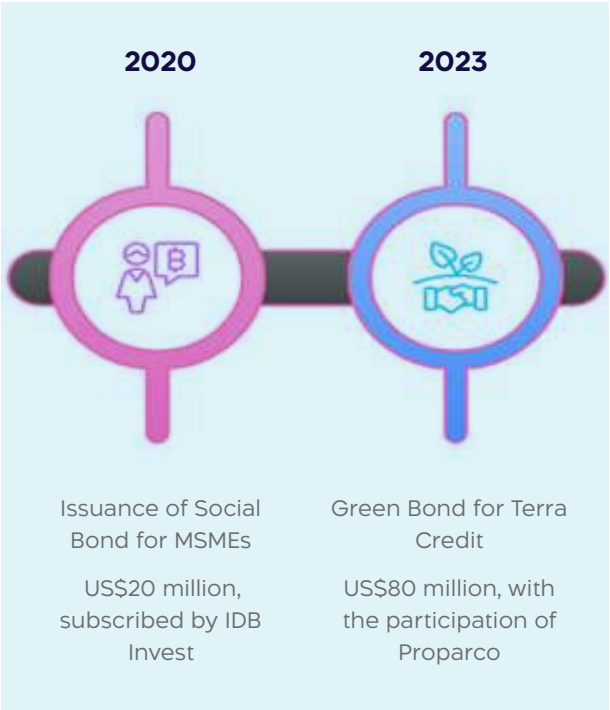 2020
Issuance of Social
Bond for MSMEs
US$20 million,
subscribed by IDB
Invest
2023
Green Bond for Terra
Credit
US$80 million, with
the participation of
Proparco